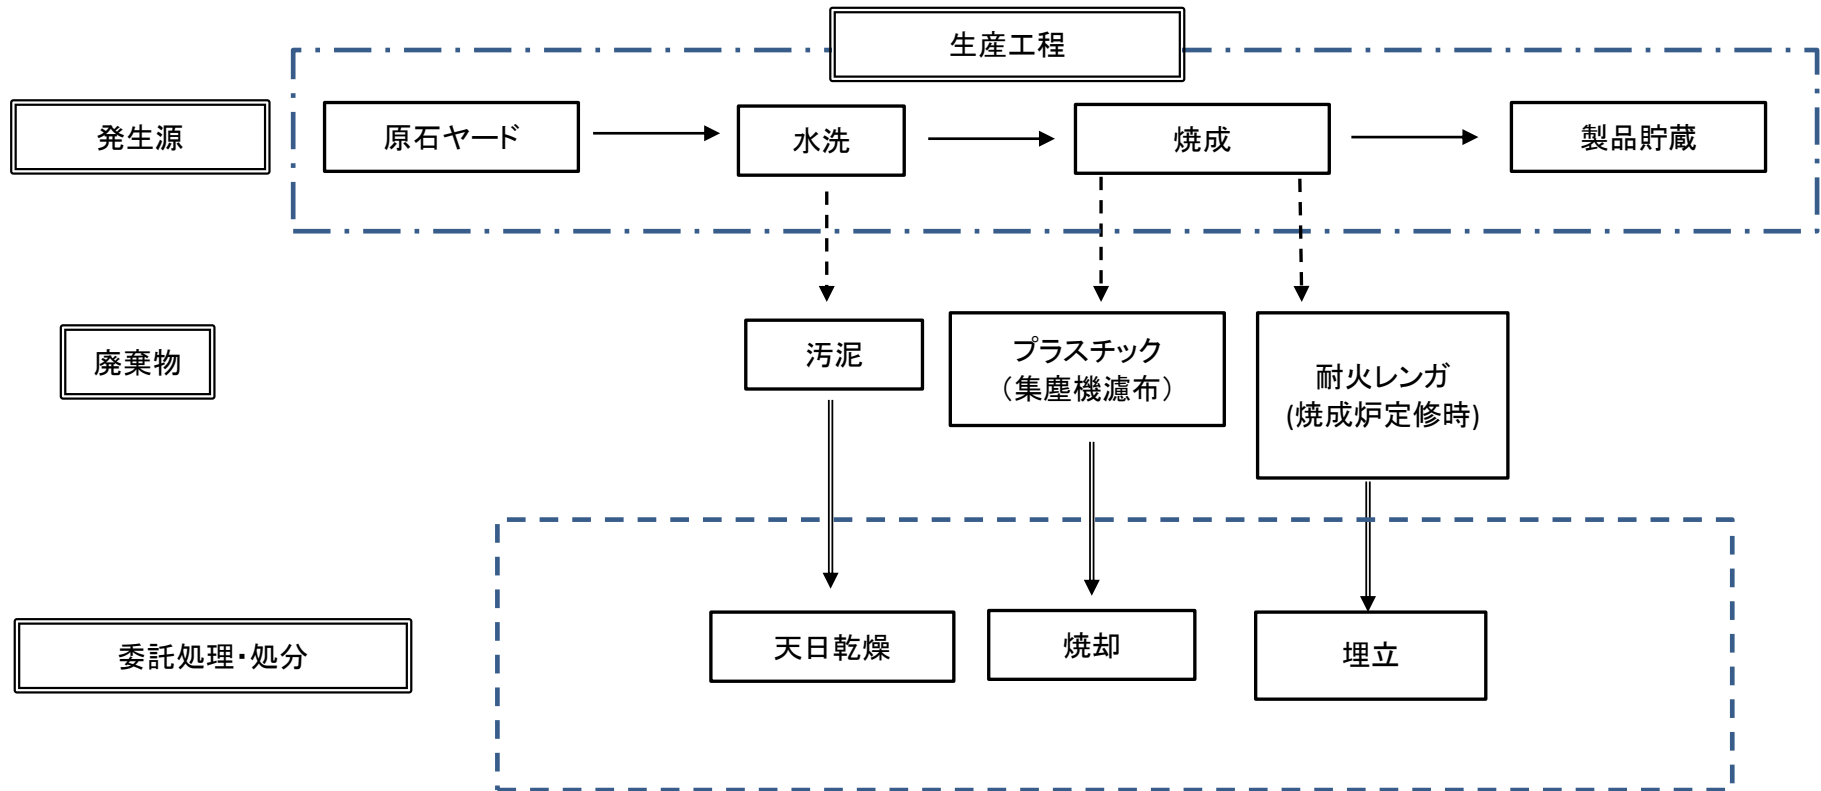 生産工程
発生源
原石ヤード
水洗
焼成
製品貯蔵
廃棄物
汚泥
プラスチック
（集塵機濾布）
耐火レンガ
(焼成炉定修時)
委託処理・処分
天日乾燥
焼却
埋立